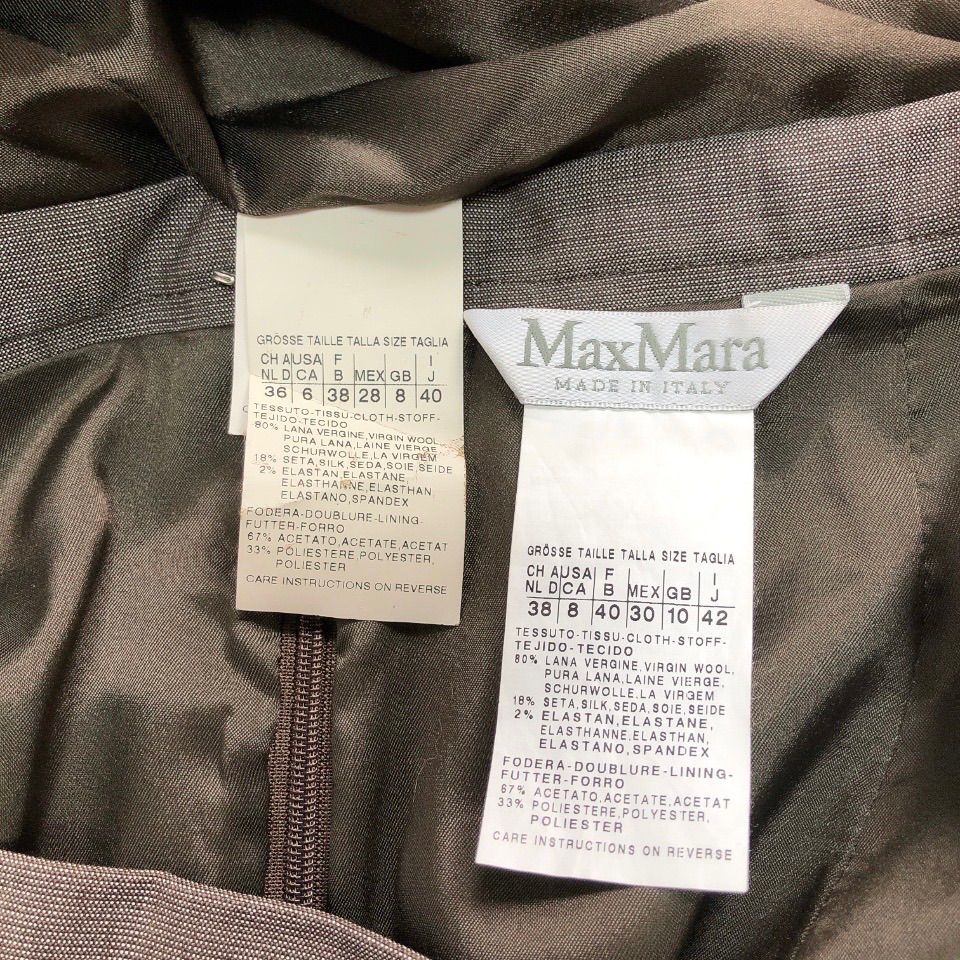 GRÖSSE TAILLE TALLA SIZE TAGLIA
CH A USA F I
NL D CA B MEX GB J
36 6 38 28 8 40
TESSUTO-TISSU-CLOTH-STOFF-
TEJIDO-TECIDO
80% LANA VERGINE, VIRGIN WOOL
PURA LANA, LAINE VIERGE
SCHURWOLLE, LA VIRGEM
18% SETA, SILK, SEDA, SOIE, SEIDE
2% ELASTAN, ELASTANE,
ELASTHANNE, ELASTHAN
ELASTANO, SPANDEX
FODERA-DOUBLURE-LINING-
FUTTER-FORRO
67% ACETATO, ACETATE, ACETAT
33% POLIESTERE, POLYESTER,
POLIESTER
CARE INSTRUCTIONS ON REVERSE
MaxMara
MADE IN ITALY
GRÖSSE TAILLE TALLA SIZE TAGLIA
CH A USA F I
NL D CA B MEX GB J
38 8 40 30 10 42
TESSUTO-TISSU-CLOTH-STOFF-
TEJIDO-TECIDO
80% LANA VERGINE, VIRGIN WOOL,
PURA LANA, LAINE VIERGE,
SCHURWOLLE, LA VIRGEM
18% SETA, SILK, SEDA, SOIE, SEIDE
2% ELASTAN, ELASTANE,
ELASTHANNE, ELASTHAN,
ELASTANO, SPANDEX
FODERA-DOUBLURE-LINING-
FUTTER-FORRO
67% ACETATO, ACETATE, ACETAT
33% POLIESTERE, POLYESTER,
POLIESTER
CARE INSTRUCTIONS ON REVERSE